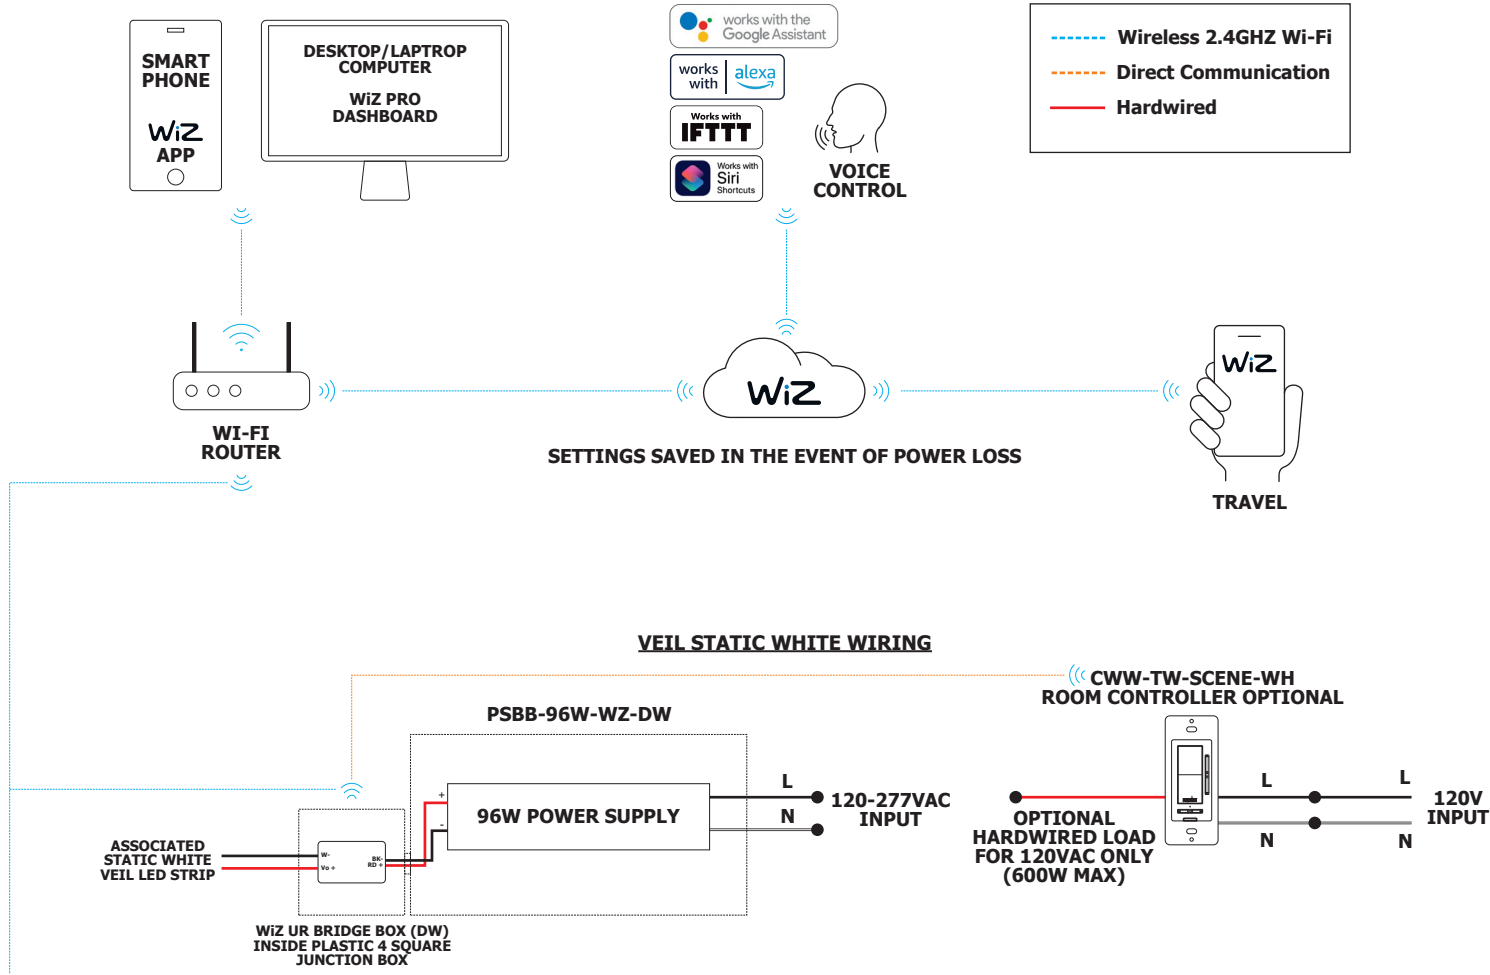 SMART
PHONE
WiZ
APP
DESKTOP/LAPTROP
COMPUTER
WiZ PRO
DASHBOARD
works with the
Google Assistant
works
with
alexa
Works with
IFTTT
Works with
Siri
Shortcuts
VOICE
CONTROL
Wireless 2.4GHZ Wi-Fi
Direct Communication
Hardwired
WI-FI
ROUTER
WiZ
SETTINGS SAVED IN THE EVENT OF POWER LOSS
WiZ
TRAVEL
VEIL STATIC WHITE WIRING
CWW-TW-SCENE-WH
ROOM CONTROLLER OPTIONAL
PSBB-96W-WZ-DW
+
-
96W POWER SUPPLY
L
N
120-277VAC
INPUT
OPTIONAL
HARDWIRED LOAD
FOR 120VAC ONLY
(600W MAX)
L
N
L
N
120V
INPUT
ASSOCIATED
STATIC WHITE
VEIL LED STRIP
W-
Vo +
BK-
RD +
WiZ UR BRIDGE BOX (DW)
INSIDE PLASTIC 4 SQUARE
JUNCTION BOX